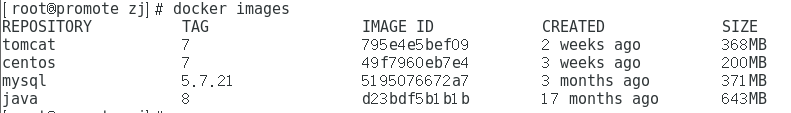 [root@promote zj]# docker images
REPOSITORY TAG IMAGE ID CREATED SIZE
tomcat 7 795e4e5bef09 2 weeks ago 368MB
centos 7 49f7960eb7e4 3 weeks ago 200MB
mysql 5.7.21 5195076672a7 3 months ago 371MB
java 8 d23bdf5b1b1b 17 months ago 643MB